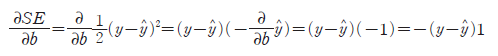 ∂SE/∂b = ∂/∂b 1/2 (y−ŷ)² = (y−ŷ)(−∂/∂b ŷ) = (y−ŷ)(−1) = −(y−ŷ)1